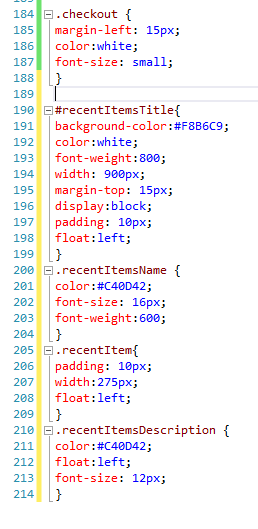 184 .checkout {
185 margin-left: 15px;
186 color:white;
187 font-size: small;
188 }
189
190 #recentItemsTitle{
191 background-color:#F8B6C9;
192 color:white;
193 font-weight:800;
194 width: 900px;
195 margin-top: 15px;
196 display:block;
197 padding: 10px;
198 float:left;
199 }
200 .recentItemsName {
201 color:#C40D42;
202 font-size: 16px;
203 font-weight:600;
204 }
205 .recentItem{
206 padding: 10px;
207 width:275px;
208 float:left;
209 }
210 .recentItemsDescription {
211 color:#C40D42;
212 float:left;
213 font-size: 12px;
214 }